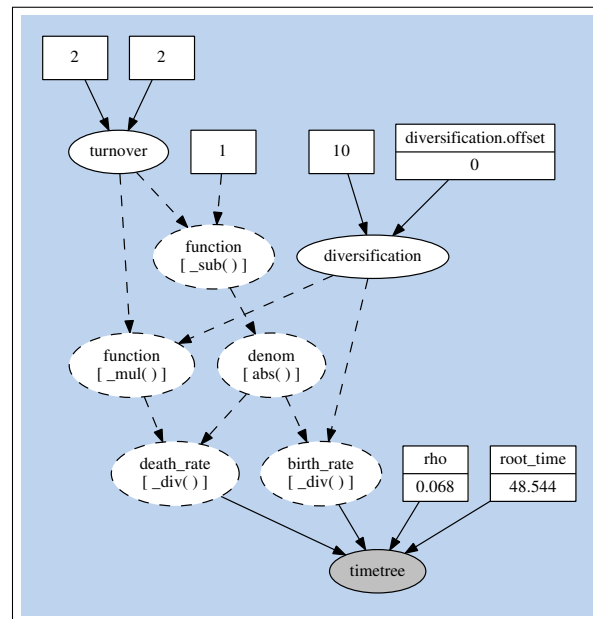 2
2
diversification.offset
0
turnover
1
10
function
[ _sub( ) ]
diversification
function
[ _mul( ) ]
denom
[ abs( ) ]
death_rate
[ _div( ) ]
birth_rate
[ _div( ) ]
rho
0.068
root_time
48.544
timetree